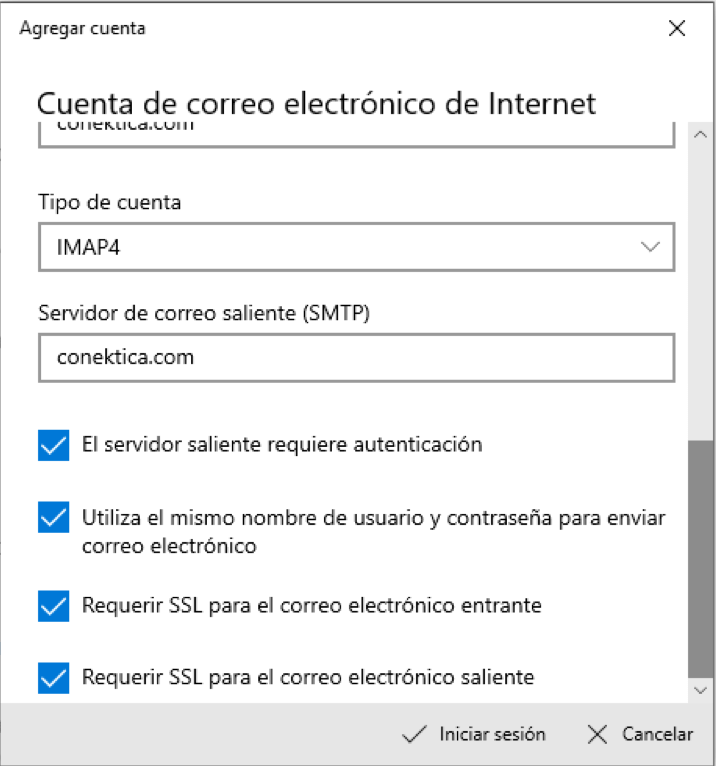 Agregar cuenta
Cuenta de correo electrónico de Internet
conektica.com
Tipo de cuenta
IMAP4
Servidor de correo saliente (SMTP)
conektica.com
El servidor saliente requiere autenticación
Utiliza el mismo nombre de usuario y contraseña para enviar
correo electrónico
Requerir SSL para el correo electrónico entrante
Requerir SSL para el correo electrónico saliente
Iniciar sesión
Cancelar